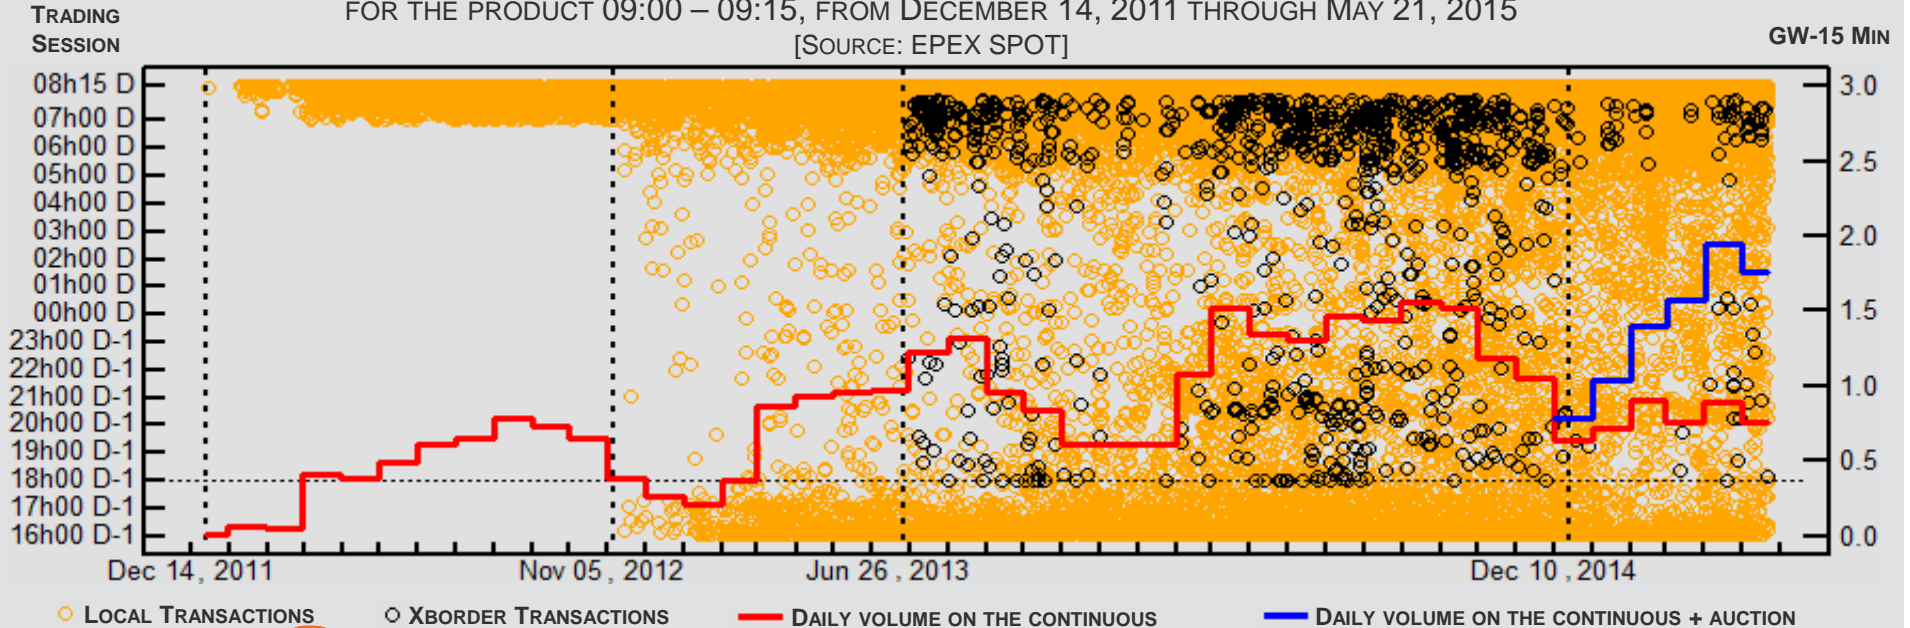 TRADING
SESSION
FOR THE PRODUCT 09:00 – 09:15, FROM DECEMBER 14, 2011 THROUGH MAY 21, 2015
[SOURCE: EPEX SPOT]
GW-15 MIN
08h15 D
07h00 D
06h00 D
05h00 D
04h00 D
03h00 D
02h00 D
01h00 D
00h00 D
23h00 D-1
22h00 D-1
21h00 D-1
20h00 D-1
19h00 D-1
18h00 D-1
17h00 D-1
16h00 D-1
3.0
2.5
2.0
1.5
1.0
0.5
0.0
Dec 14, 2011
Nov 05, 2012
Jun 26, 2013
Dec 10, 2014
LOCAL TRANSACTIONS
XBORDER TRANSACTIONS
DAILY VOLUME ON THE CONTINUOUS
DAILY VOLUME ON THE CONTINUOUS + AUCTION